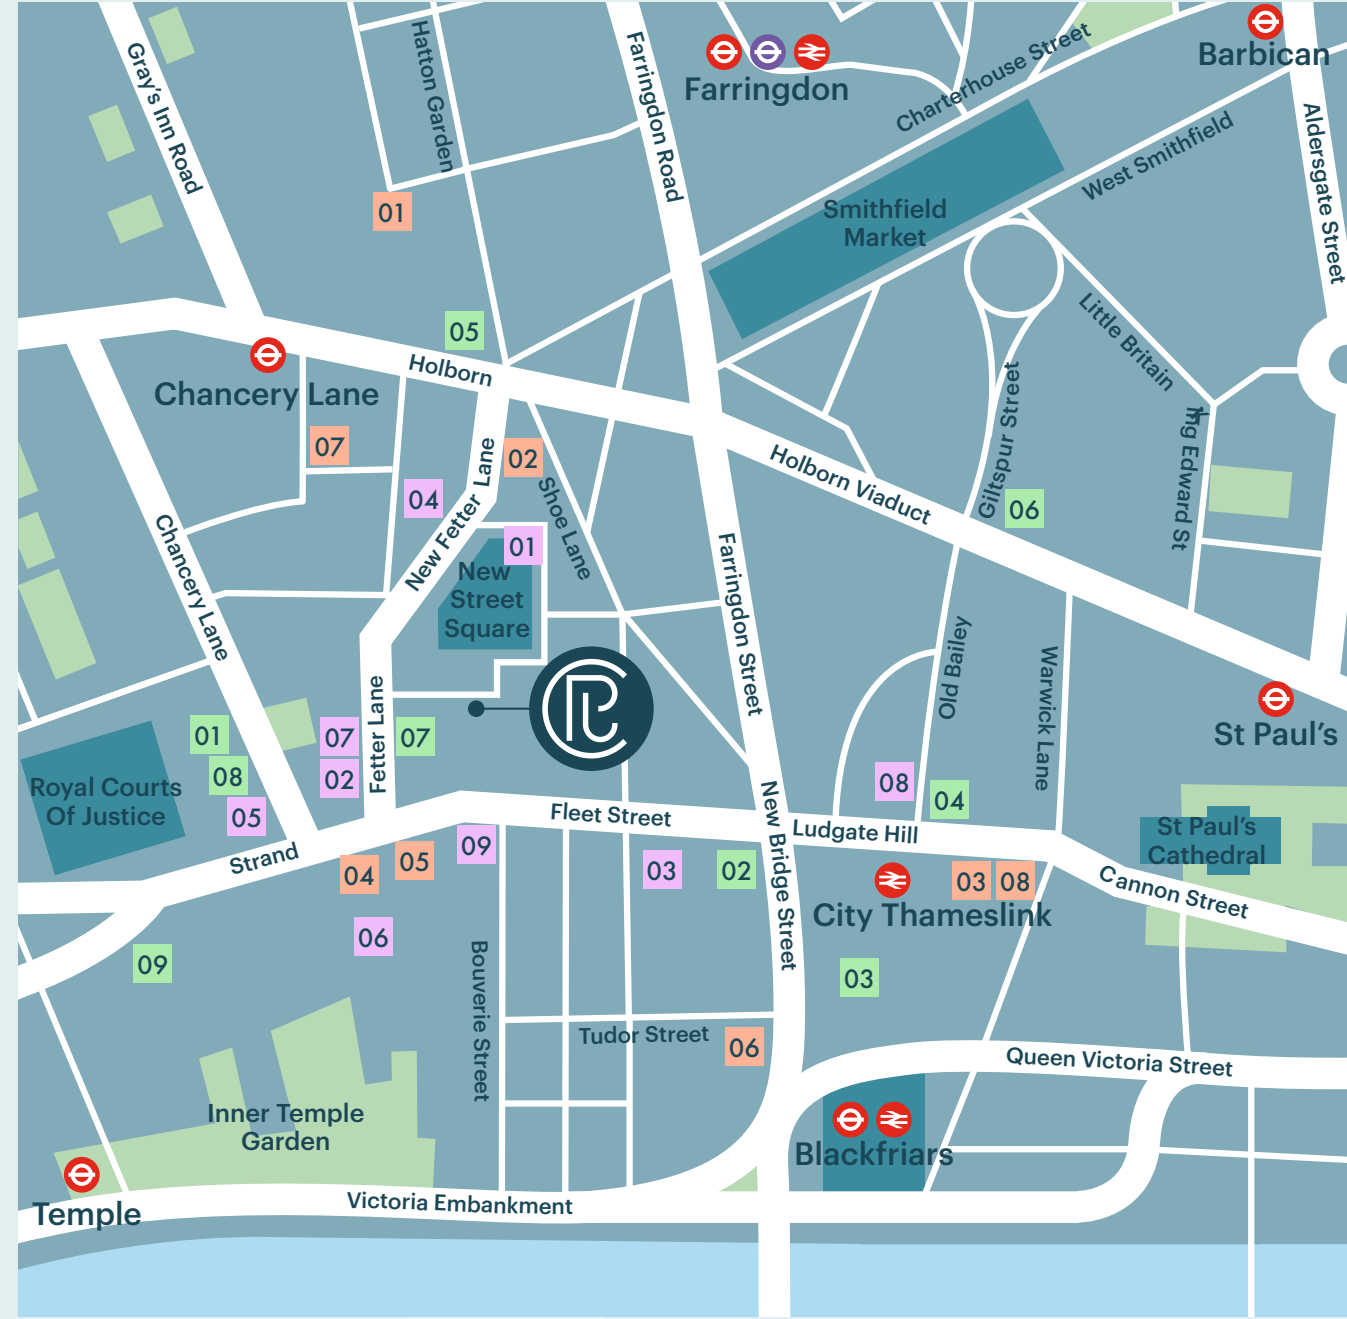 Barbican
Farringdon
Charterhouse Street
Hatton Garden
Gray's Inn Road
Farringdon Road
West Smithfield
Aldersgate Street
01
Smithfield
Market
05
Little Britain
Holborn
Chancery Lane
07
02
04
New Fetter Lane
Shoe Lane
Holborn Viaduct
Giltspur Street
06
King Edward St
01
New
Street
Square
Chancery Lane
Farringdon Street
Old Bailey
Warwick Lane
St Paul's
Fetter Lane
01
07
07
08
02
05
Royal Courts
Of Justice
08
04
Fleet Street
New Bridge Street
Ludgate Hill
St Paul's
Cathedral
Strand
04
05
09
03
02
City Thameslink
03
08
Cannon Street
06
09
Bouverie Street
03
Tudor Street
06
Queen Victoria Street
Inner Temple
Garden
Blackfriars
Temple
Victoria Embankment